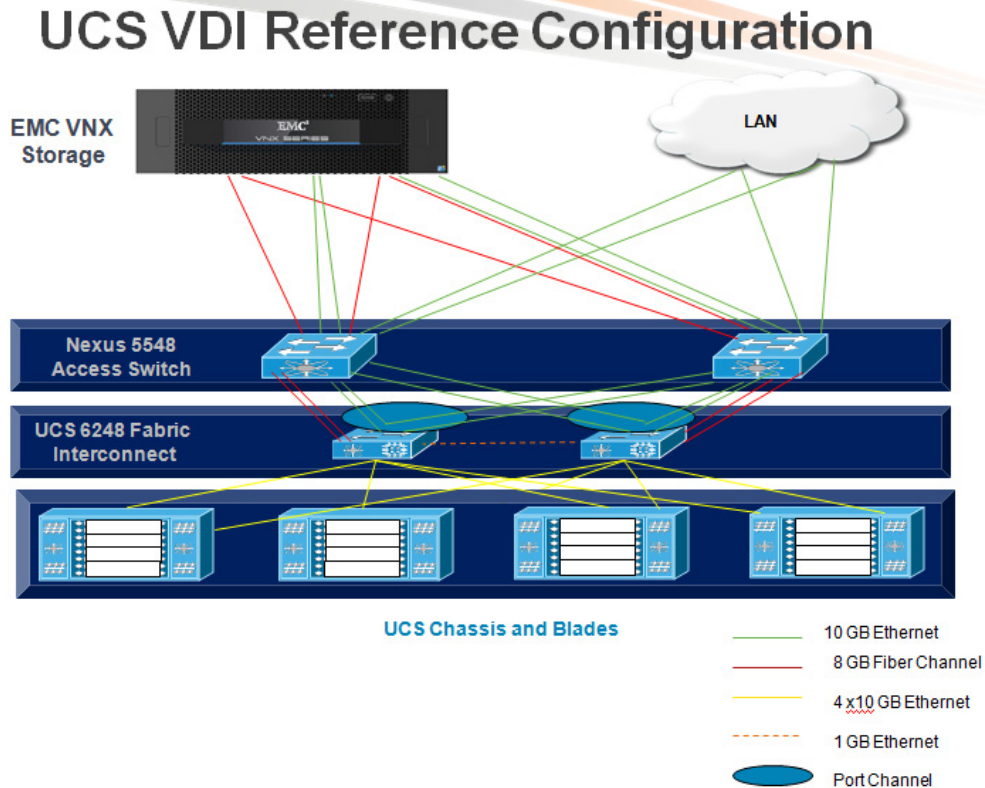 UCS VDI Reference Configuration
EMC VNX
Storage
EMC²
VNX SERIES
LAN
Nexus 5548
Access Switch
UCS 6248 Fabric
Interconnect
UCS Chassis and Blades
10 GB Ethernet
8 GB Fiber Channel
4 x10 GB Ethernet
1 GB Ethernet
Port Channel